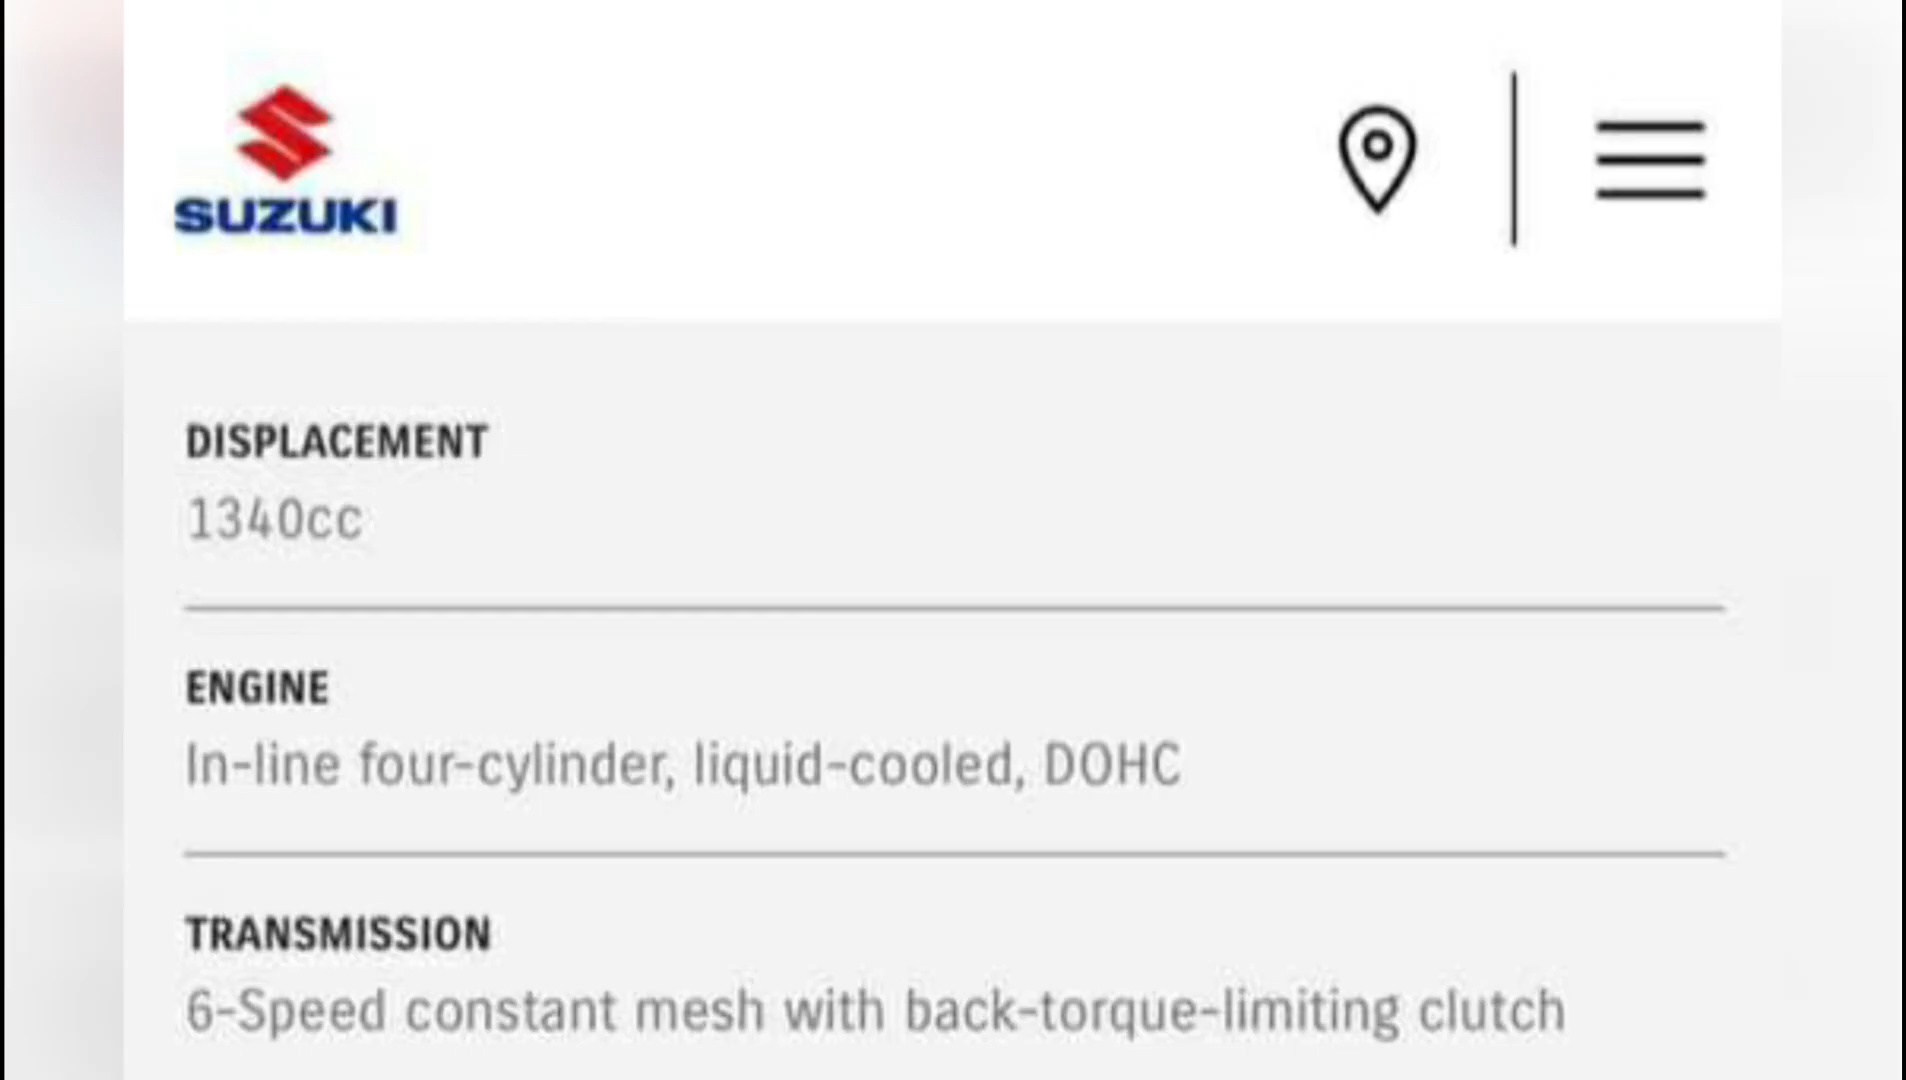 SUZUKI
DISPLACEMENT
1340cc
ENGINE
In-line four-cylinder, liquid-cooled, DOHC
TRANSMISSION
6-Speed constant mesh with back-torque-limiting clutch